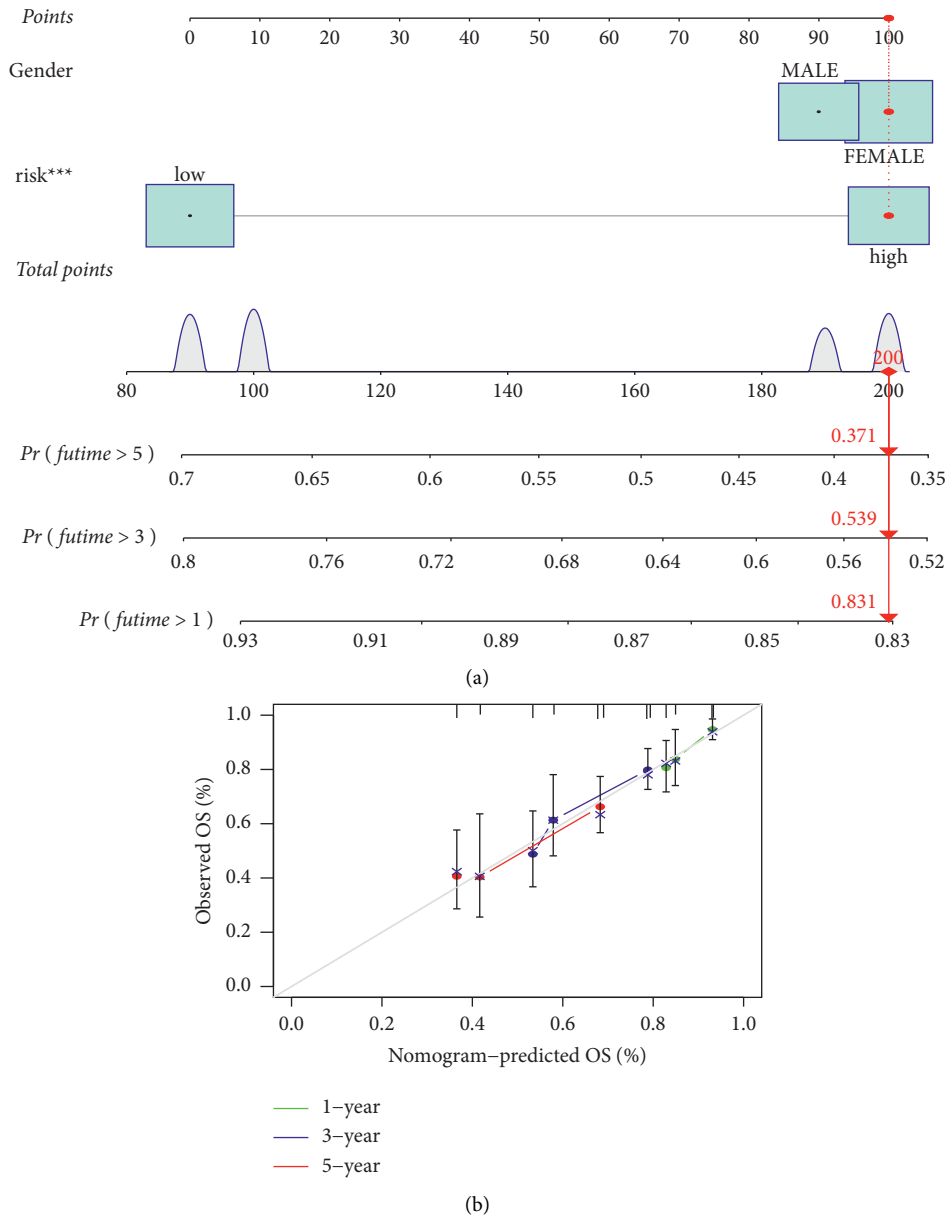 Points
0 10 20 30 40 50 60 70 80 90 100
Gender
MALE
FEMALE
risk***
low
high
Total points
200
80 100 120 140 160 180 200
0.371
Pr ( futime > 5 )
0.7 0.65 0.6 0.55 0.5 0.45 0.4 0.35
0.539
Pr ( futime > 3 )
0.8 0.76 0.72 0.68 0.64 0.6 0.56 0.52
0.831
Pr ( futime > 1 )
0.93 0.91 0.89 0.87 0.85 0.83
(a)
1.0
0.8
0.6
0.4
0.2
0.0
Observed OS (%)
0.0 0.2 0.4 0.6 0.8 1.0
Nomogram−predicted OS (%)
1−year
3−year
5−year
(b)